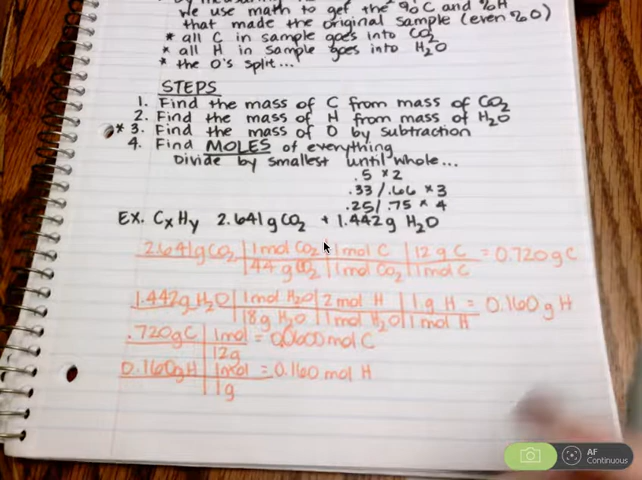 we use math to get the %C and %H
that made the original sample (even %O)
* all C in sample goes into CO2
* all H in sample goes into H2O
* the O's split...
STEPS
1. Find the mass of C from mass of CO2
2. Find the mass of H from mass of H2O
* 3. Find the mass of O by subtraction
4. Find MOLES of everything
Divide by smallest until whole...
.5 × 2
.33/.66 × 3
.25/.75 × 4
EX. CxHy 2.641g CO2 + 1.442g H2O
2.641g CO2 | 1 mol CO2 | 1 mol C | 12 g C = 0.720g C
44 g CO2 | 1 mol CO2 | 1 mol C
1.442g H2O | 1 mol H2O | 2 mol H | 1 g H = 0.160g H
18g H2O | 1 mol H2O | 1 mol H
.720g C | 1 mol = 0.0600 mol C
12g
0.160g H | 1 mol = 0.160 mol H
1g
AF
Continuous